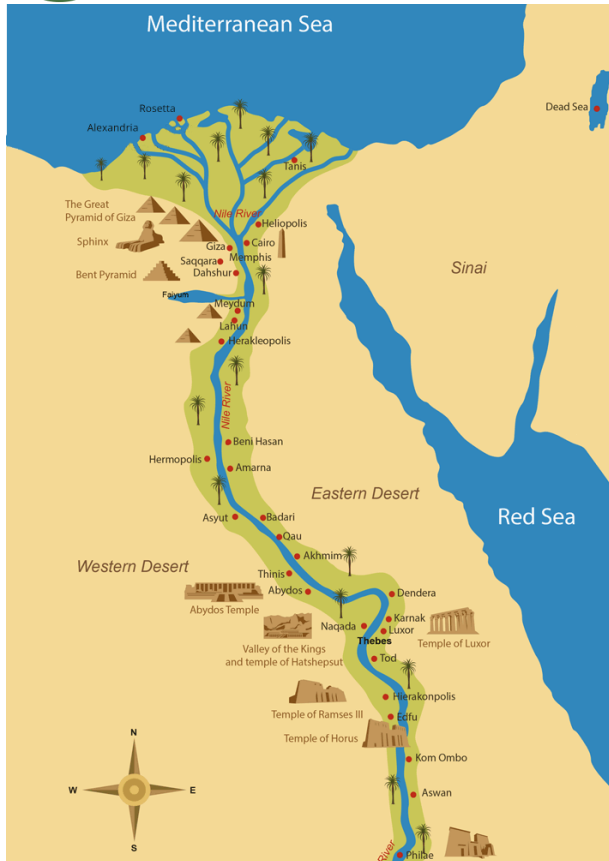 Mediterranean Sea
Rosetta
Dead Sea
Alexandria
Tanis
The Great
Pyramid of Giza
Nile River
Heliopolis
Sphinx
Cairo
Giza
Memphis
Saqqara
Sinai
Bent Pyramid
Dahshur
Faiyum
Meydum
Lahun
Herakleopolis
Nile River
Beni Hasan
Hermopolis
Amarna
Eastern Desert
Asyut
Badari
Red Sea
Qau
Akhmim
Western Desert
Thinis
Abydos
Dendera
Abydos Temple
Karnak
Naqada
Luxor
Thebes
Temple of Luxor
Valley of the Kings
and temple of Hatshepsut
Tod
Hierakonpolis
Temple of Ramses III
Edfu
Temple of Horus
N
Kom Ombo
W
E
Aswan
S
River
Philae